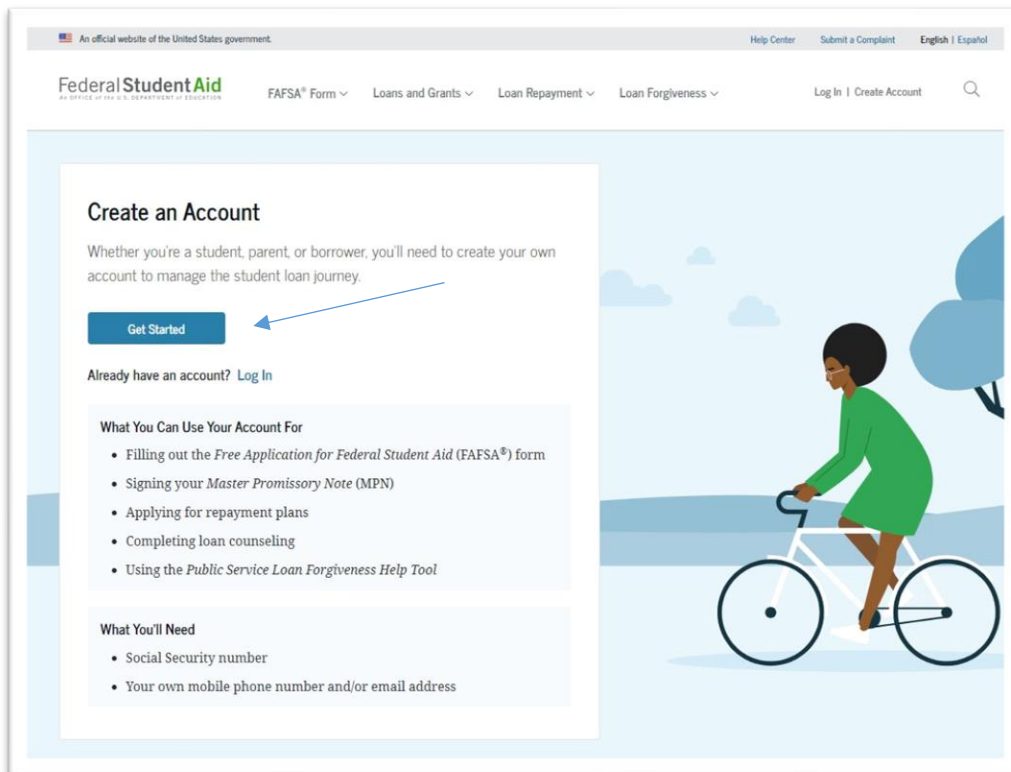 An official website of the United States government.
Help Center Submit a Complaint English | Español
Federal Student Aid
An OFFICE of the U.S. DEPARTMENT of EDUCATION
FAFSA® Form Loans and Grants Loan Repayment Loan Forgiveness
Log In | Create Account
Create an Account
Whether you're a student, parent, or borrower, you'll need to create your own
account to manage the student loan journey.
Get Started
Already have an account? Log In
What You Can Use Your Account For
• Filling out the Free Application for Federal Student Aid (FAFSA®) form
• Signing your Master Promissory Note (MPN)
• Applying for repayment plans
• Completing loan counseling
• Using the Public Service Loan Forgiveness Help Tool
What You'll Need
• Social Security number
• Your own mobile phone number and/or email address